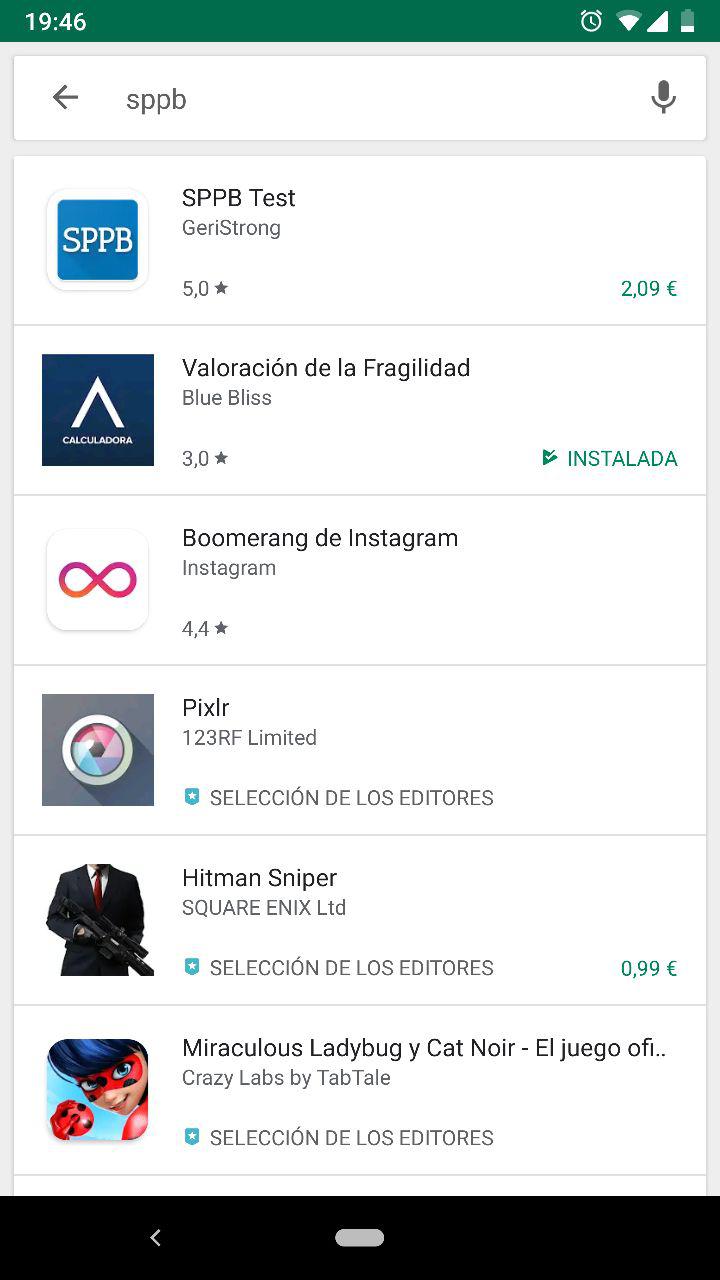 19:46
sppb
SPPB
SPPB Test
GeriStrong
5,0 ★
2,09 €
CALCULADORA
Valoración de la Fragilidad
Blue Bliss
3,0 ★
INSTALADA
Boomerang de Instagram
Instagram
4,4 ★
Pixlr
123RF Limited
SELECCIÓN DE LOS EDITORES
Hitman Sniper
SQUARE ENIX Ltd
SELECCIÓN DE LOS EDITORES
0,99 €
Miraculous Ladybug y Cat Noir - El juego ofi..
Crazy Labs by TabTale
SELECCIÓN DE LOS EDITORES